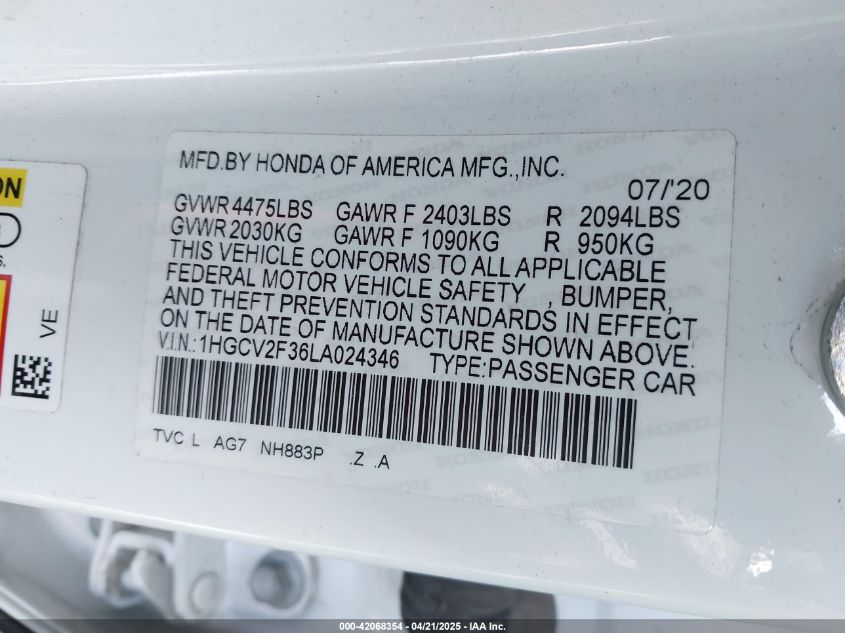 MFD.BY HONDA OF AMERICA MFG.,INC.
07/'20
GVWR 4475LBS GAWR F 2403LBS R 2094LBS
GVWR 2030KG GAWR F 1090KG R 950KG
THIS VEHICLE CONFORMS TO ALL APPLICABLE
FEDERAL MOTOR VEHICLE SAFETY , BUMPER,
AND THEFT PREVENTION STANDARDS IN EFFECT
ON THE DATE OF MANUFACTURE SHOWN ABOVE.
V.I.N.: 1HGCV2F36LA024346 TYPE:PASSENGER CAR
TVC L AG7 NH883P .Z .A
ON
S.
VE
000-42068354 - 04/21/2025 - IAA Inc.